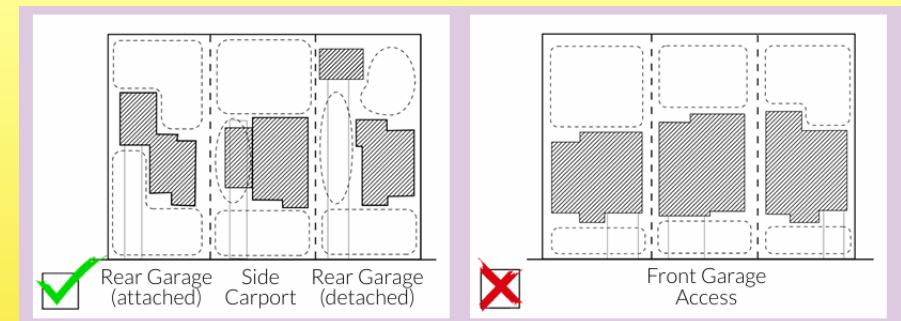 Rear Garage
(attached)
Side
Carport
Rear Garage
(detached)
Front Garage
Access